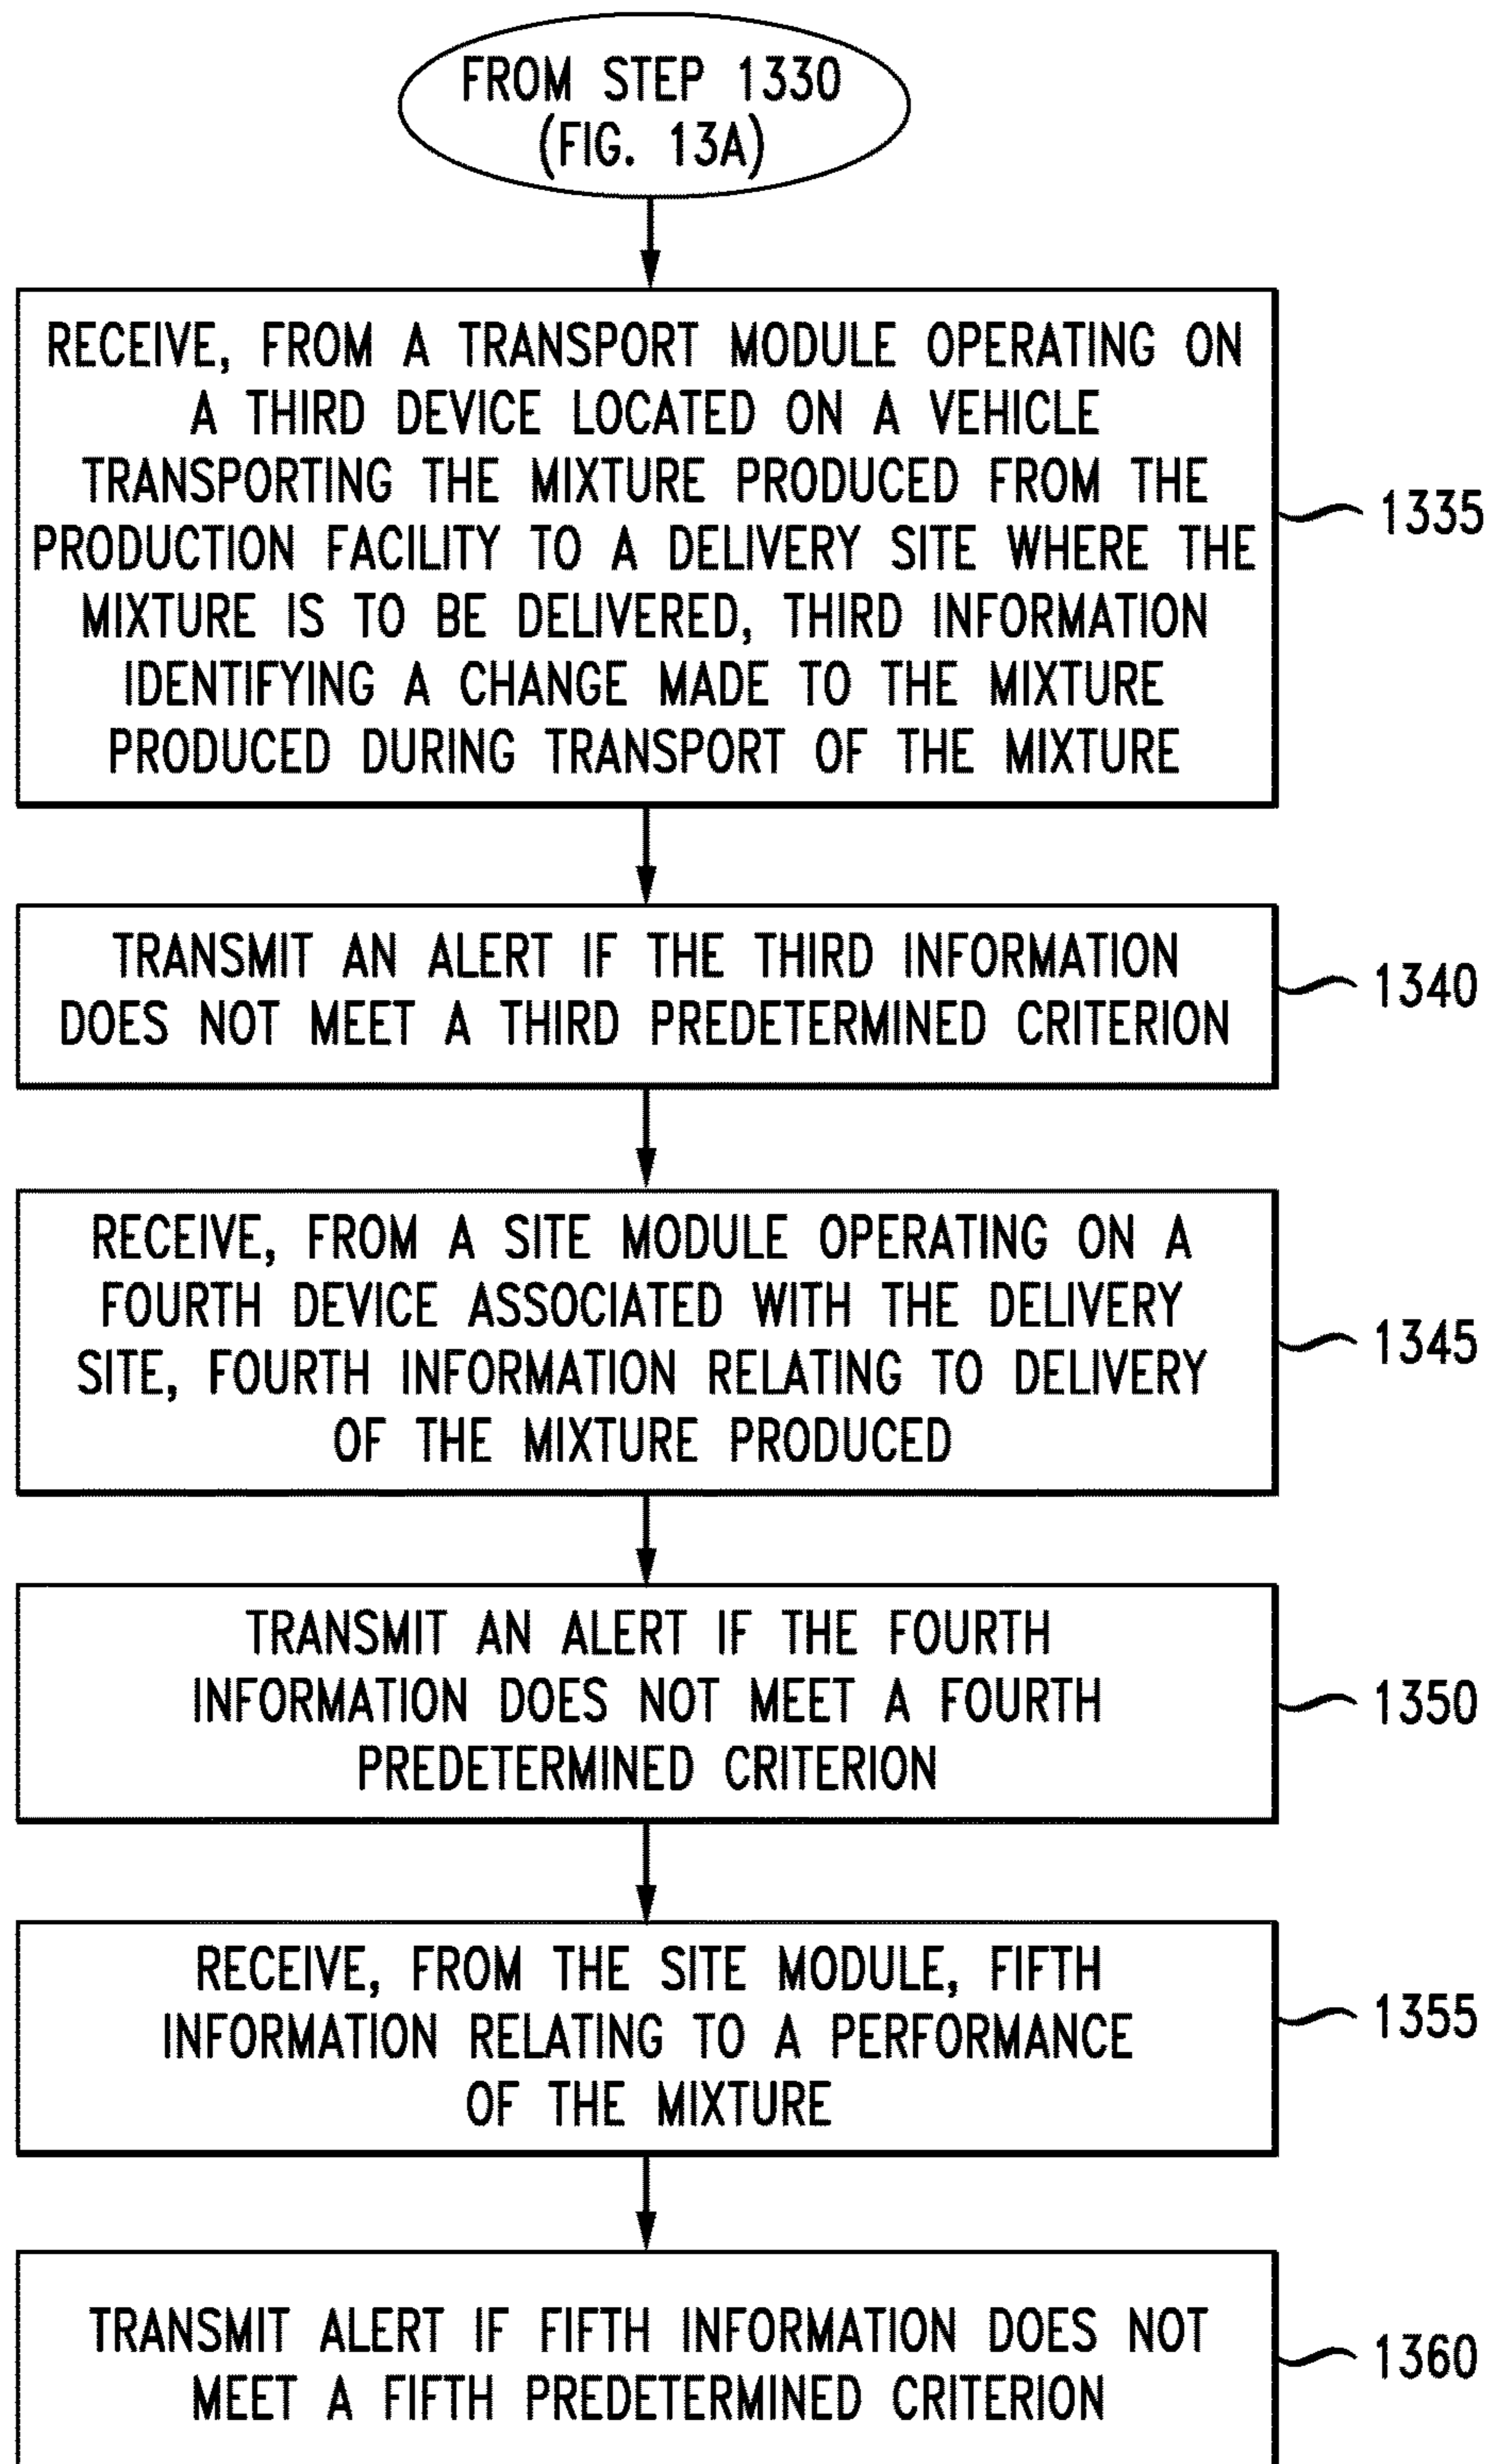 FROM STEP 1330
(FIG. 13A)
RECEIVE, FROM A TRANSPORT MODULE OPERATING ON
A THIRD DEVICE LOCATED ON A VEHICLE
TRANSPORTING THE MIXTURE PRODUCED FROM THE
PRODUCTION FACILITY TO A DELIVERY SITE WHERE THE
MIXTURE IS TO BE DELIVERED, THIRD INFORMATION
IDENTIFYING A CHANGE MADE TO THE MIXTURE
PRODUCED DURING TRANSPORT OF THE MIXTURE
1335
TRANSMIT AN ALERT IF THE THIRD INFORMATION
DOES NOT MEET A THIRD PREDETERMINED CRITERION
1340
RECEIVE, FROM A SITE MODULE OPERATING ON A
FOURTH DEVICE ASSOCIATED WITH THE DELIVERY
SITE, FOURTH INFORMATION RELATING TO DELIVERY
OF THE MIXTURE PRODUCED
1345
TRANSMIT AN ALERT IF THE FOURTH
INFORMATION DOES NOT MEET A FOURTH
PREDETERMINED CRITERION
1350
RECEIVE, FROM THE SITE MODULE, FIFTH
INFORMATION RELATING TO A PERFORMANCE
OF THE MIXTURE
1355
TRANSMIT ALERT IF FIFTH INFORMATION DOES NOT
MEET A FIFTH PREDETERMINED CRITERION
1360